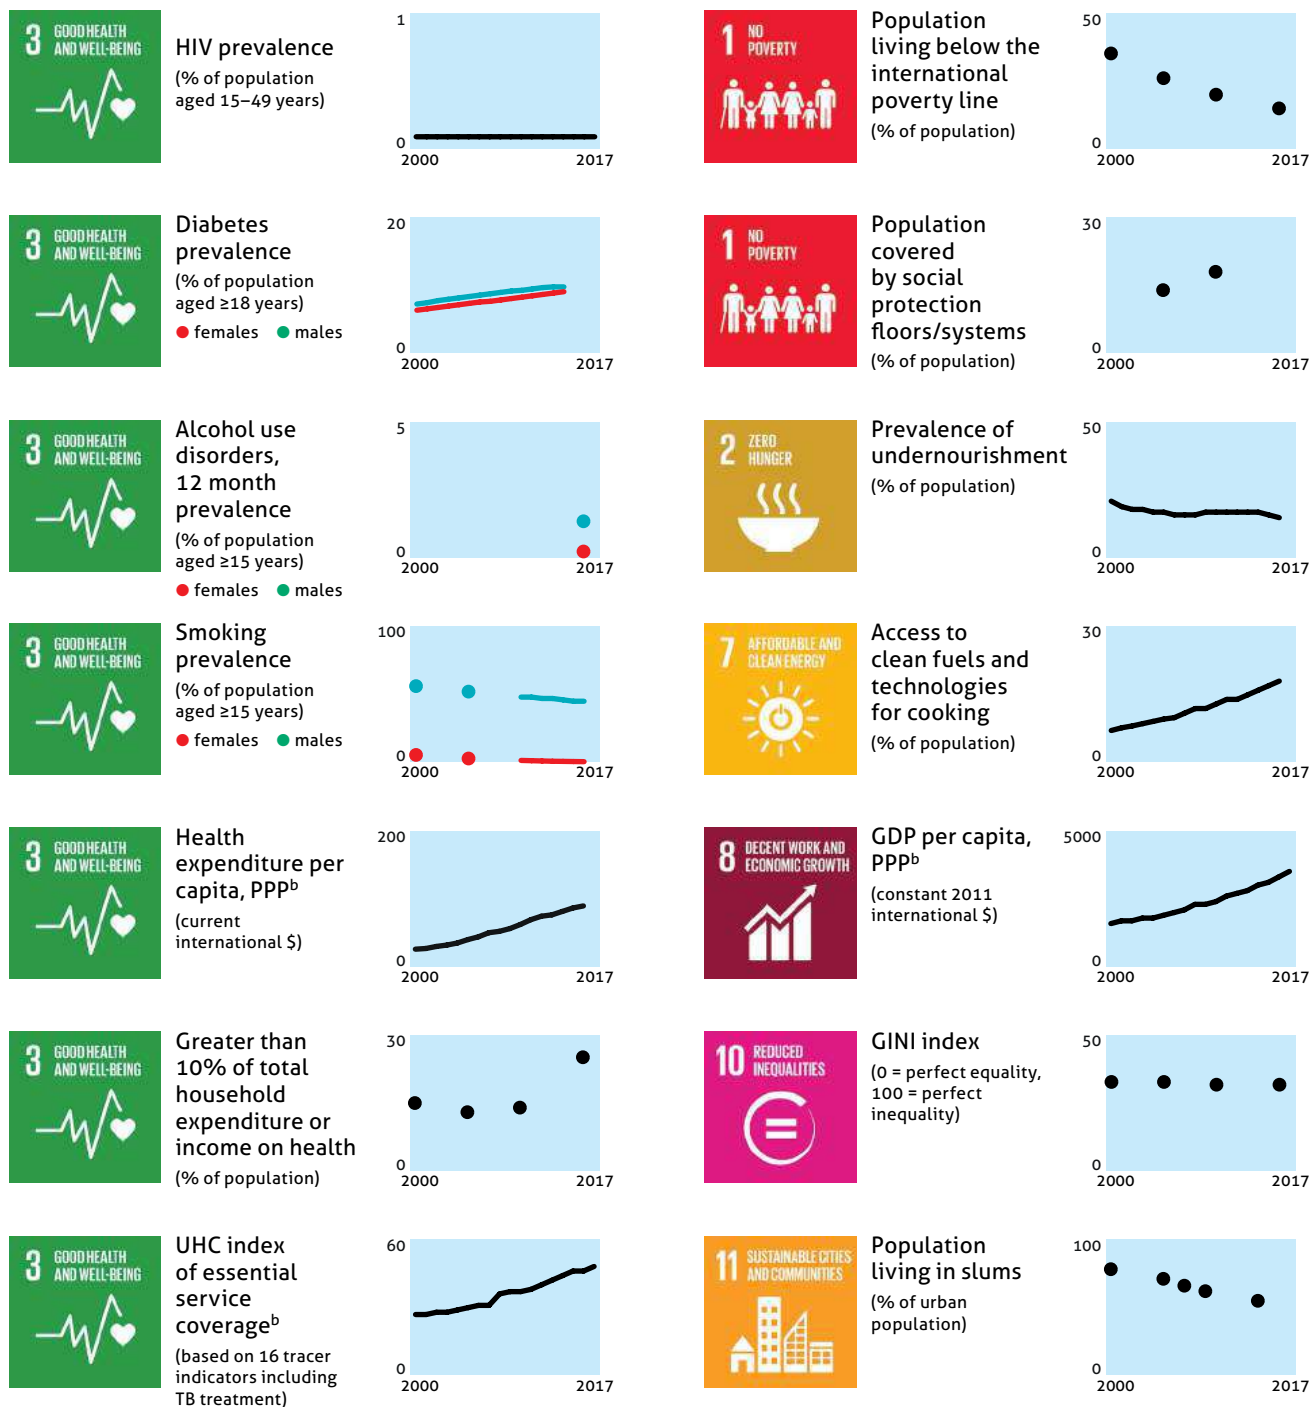 3 GOOD HEALTH
AND WELL-BEING
HIV prevalence
(% of population
aged 15–49 years)
1
0
2000 2017
3 GOOD HEALTH
AND WELL-BEING
Diabetes
prevalence
(% of population
aged ≥18 years)
females males
20
0
2000 2017
3 GOOD HEALTH
AND WELL-BEING
Alcohol use
disorders,
12 month
prevalence
(% of population
aged ≥15 years)
females males
5
0
2000 2017
3 GOOD HEALTH
AND WELL-BEING
Smoking
prevalence
(% of population
aged ≥15 years)
females males
100
0
2000 2017
3 GOOD HEALTH
AND WELL-BEING
Health
expenditure per
capita, PPPᵇ
(current
international $)
200
0
2000 2017
3 GOOD HEALTH
AND WELL-BEING
Greater than
10% of total
household
expenditure or
income on health
(% of population)
30
0
2000 2017
3 GOOD HEALTH
AND WELL-BEING
UHC index
of essential
service
coverageᵇ
(based on 16 tracer
indicators including
TB treatment)
60
0
2000 2017
1 NO
POVERTY
Population
living below the
international
poverty line
(% of population)
50
0
2000 2017
1 NO
POVERTY
Population
covered
by social
protection
floors/systems
(% of population)
30
0
2000 2017
2 ZERO
HUNGER
Prevalence of
undernourishment
(% of population)
50
0
2000 2017
7 AFFORDABLE AND
CLEAN ENERGY
Access to
clean fuels and
technologies
for cooking
(% of population)
30
0
2000 2017
8 DECENT WORK AND
ECONOMIC GROWTH
GDP per capita,
PPPᵇ
(constant 2011
international $)
5000
0
2000 2017
10 REDUCED
INEQUALITIES
GINI index
(0 = perfect equality,
100 = perfect
inequality)
50
0
2000 2017
11 SUSTAINABLE CITIES
AND COMMUNITIES
Population
living in slums
(% of urban
population)
100
0
2000 2017